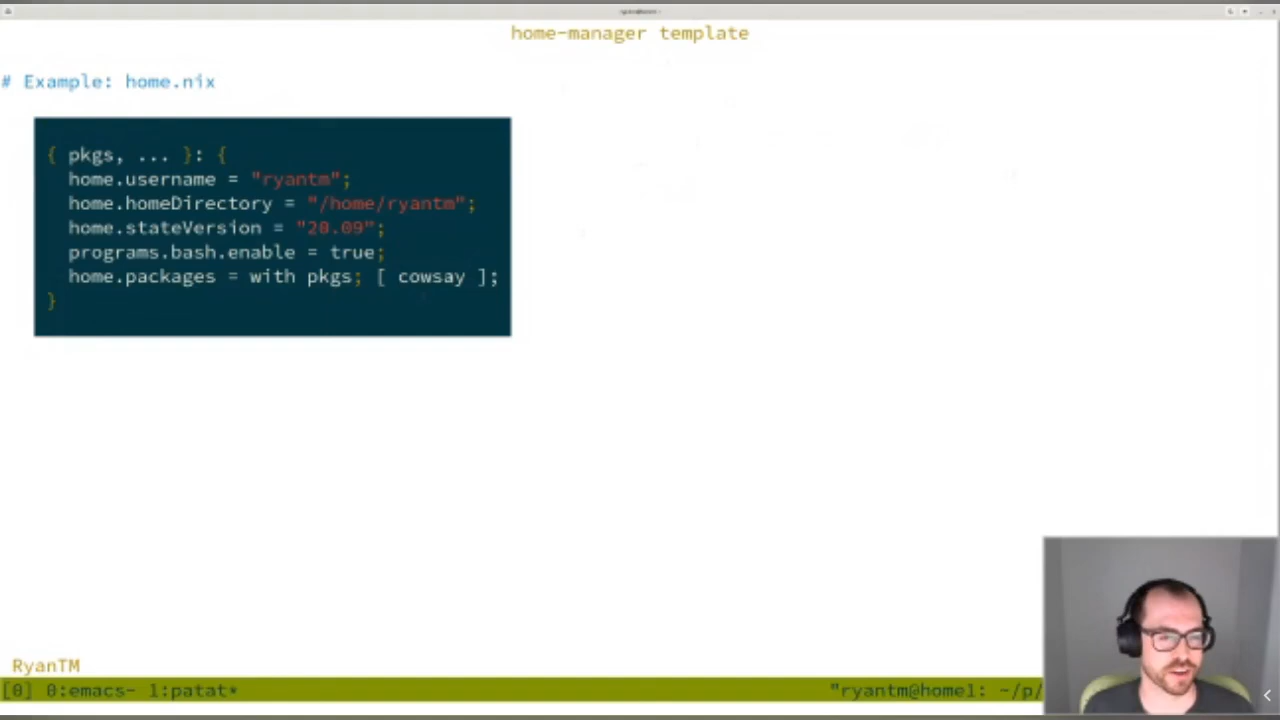 home-manager template
# Example: home.nix
{ pkgs, ... }: {
home.username = "ryantm";
home.homeDirectory = "/home/ryantm";
home.stateVersion = "20.09";
programs.bash.enable = true;
home.packages = with pkgs; [ cowsay ];
}
RyanTM
[0] 0:emacs- 1:patat* "ryantm@home1: ~/p/